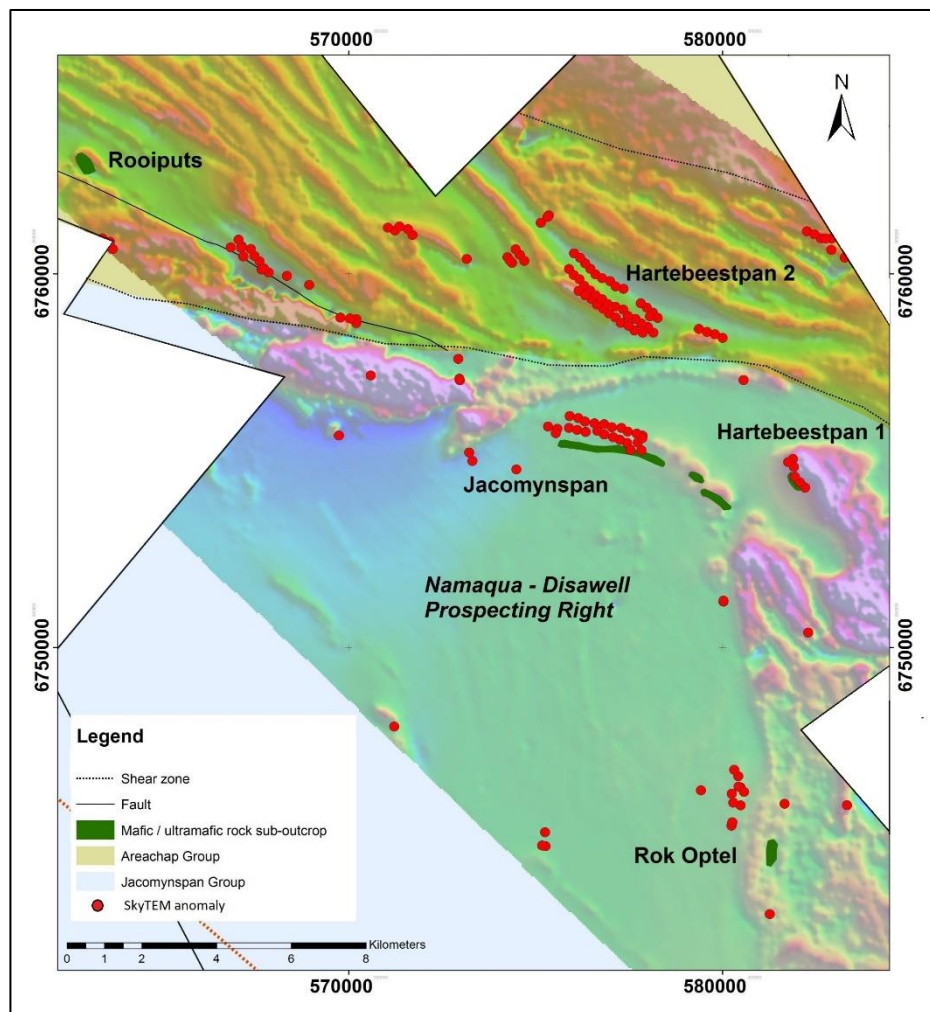 570000
580000
N
Rooiputs
6760000
6760000
Hartebeestpan 2
Hartebeestpan 1
Jacomynspan
Namaqua - Disawell
Prospecting Right
6750000
6750000
Legend
Shear zone
Fault
Mafic / ultramafic rock sub-outcrop
Areachap Group
Jacomynspan Group
SkyTEM anomaly
Rok Optel
Kilometers
0 1 2 4 6 8
570000
580000